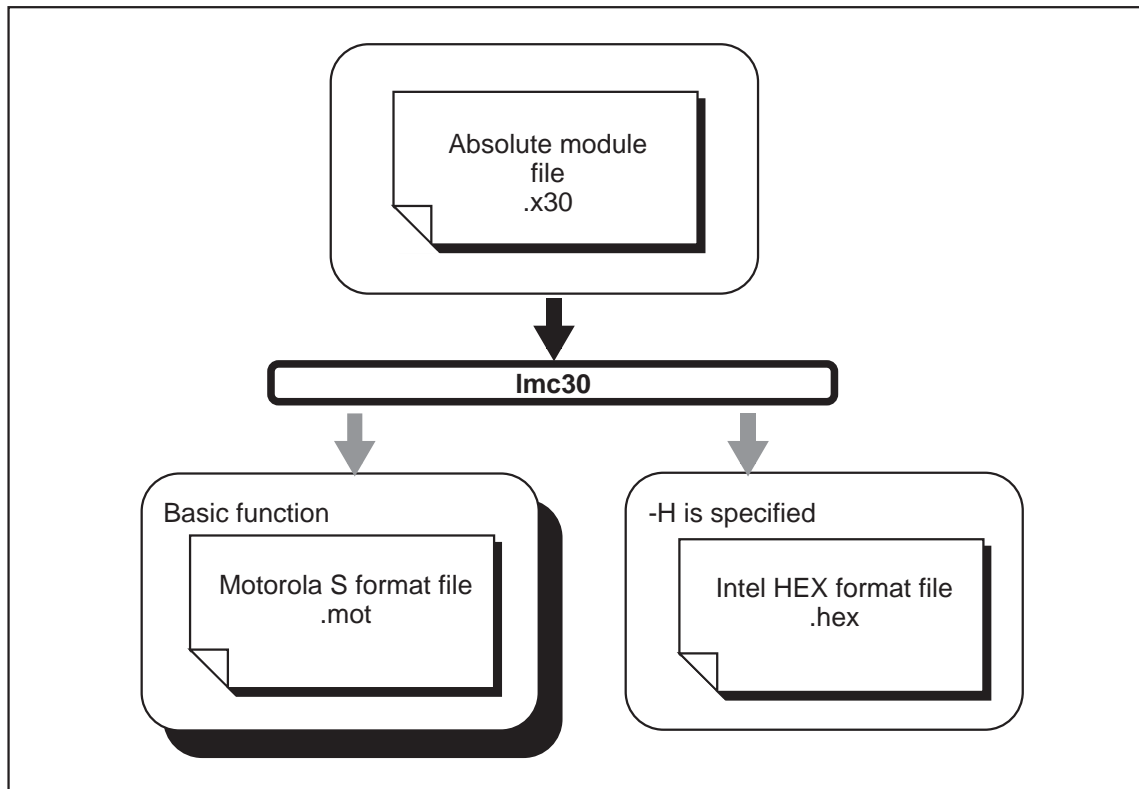 Absolute module
file
.x30
lmc30
Basic function
Motorola S format file
.mot
-H is specified
Intel HEX format file
.hex